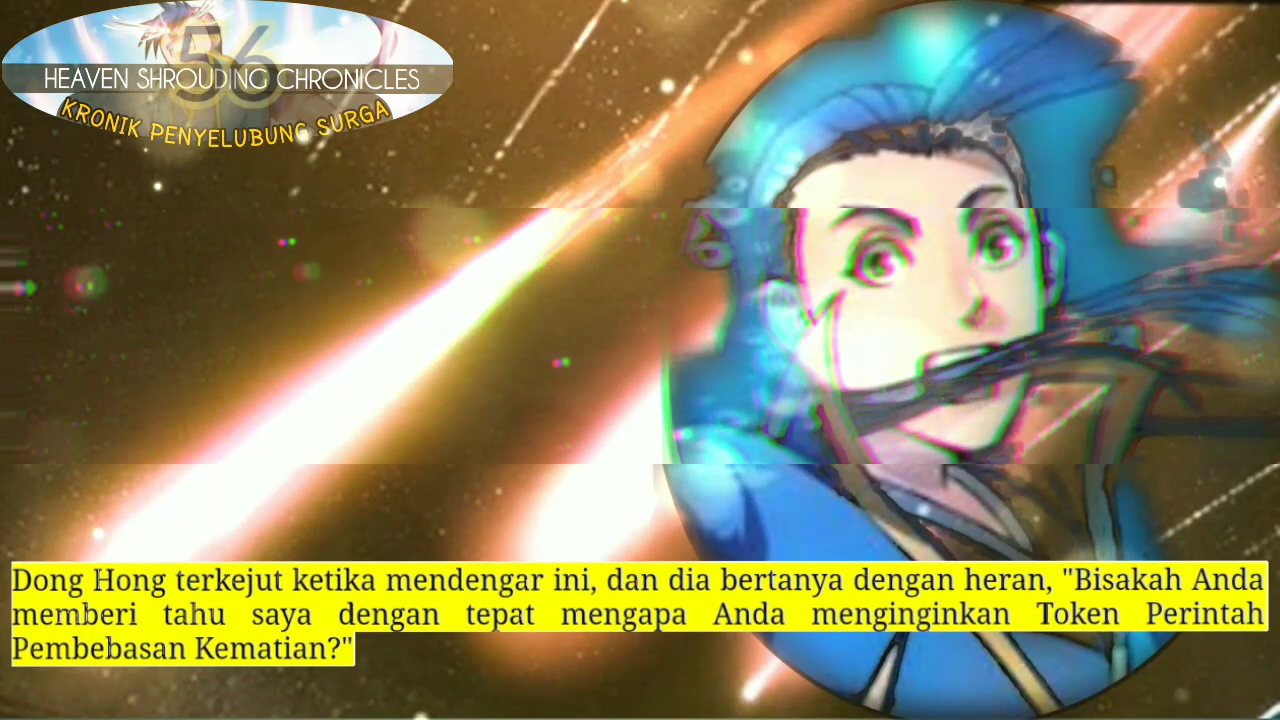 56
HEAVEN SHROUDING CHRONICLES
KRONIK PENYELUBUNG SURGA
Dong Hong terkejut ketika mendengar ini, dan dia bertanya dengan heran, "Bisakah Anda
memberi tahu saya dengan tepat mengapa Anda menginginkan Token Perintah
Pembebasan Kematian?"